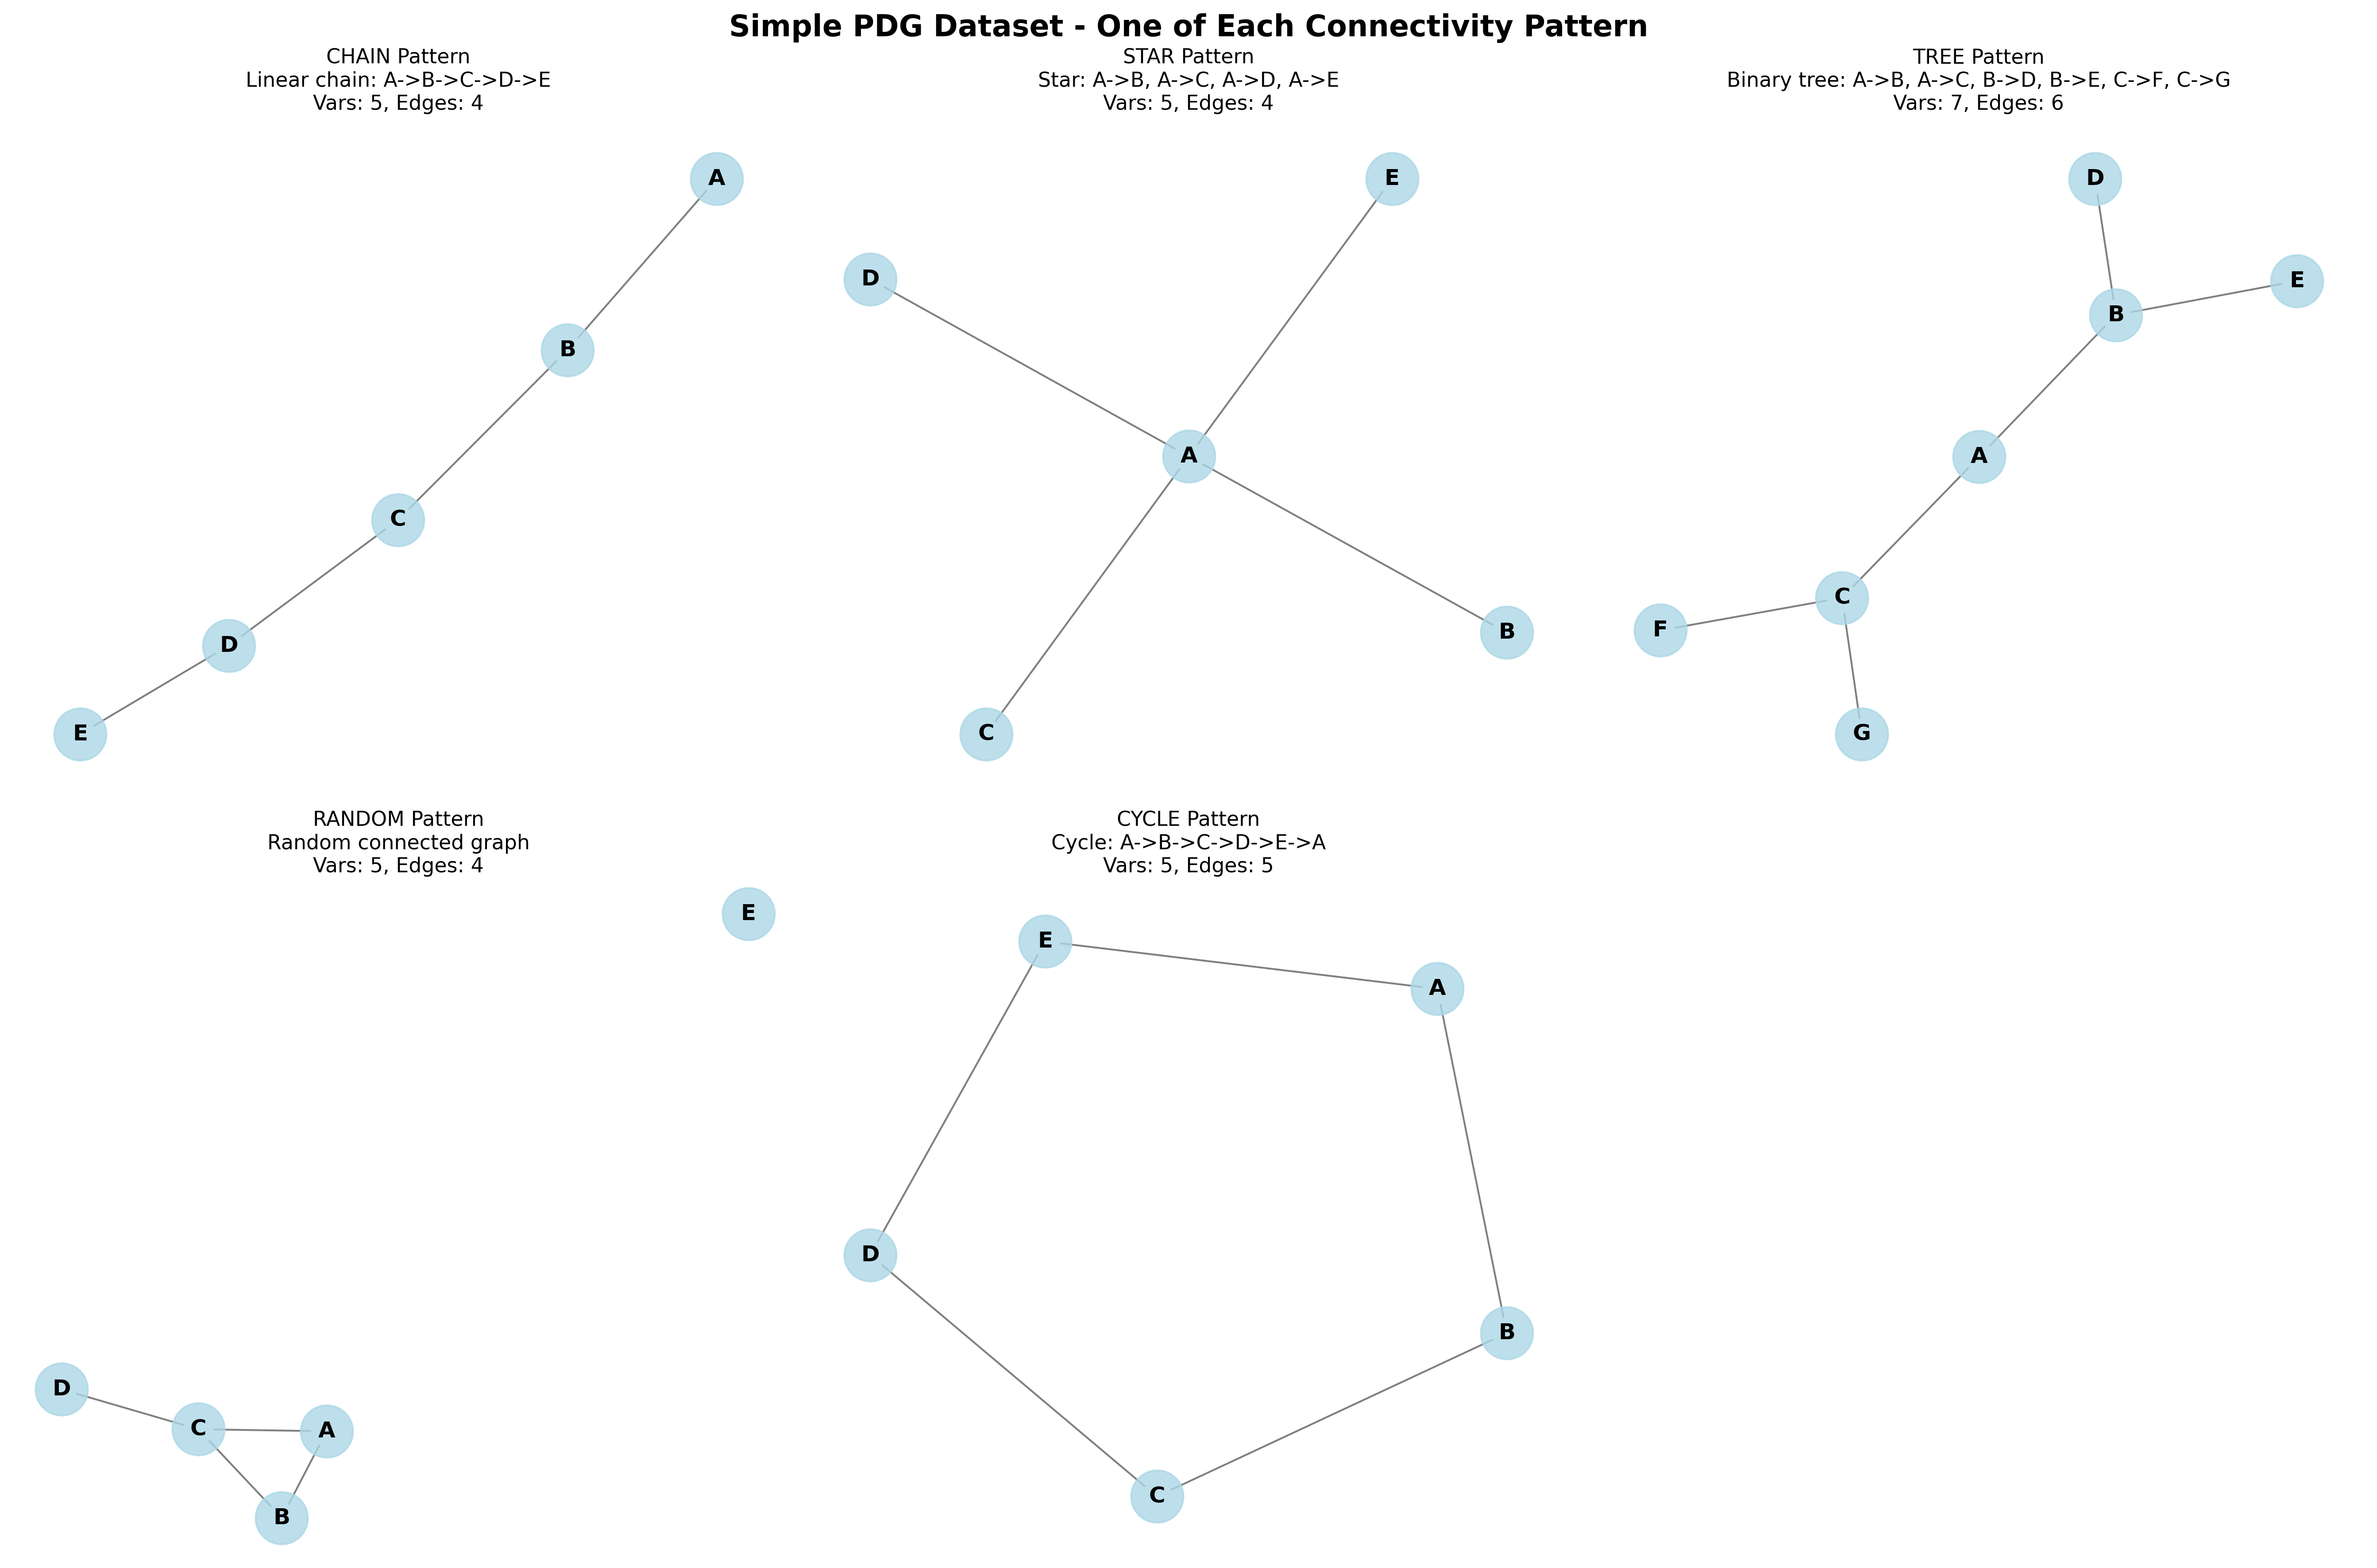 Simple PDG Dataset - One of Each Connectivity Pattern
CHAIN Pattern
Linear chain: A->B->C->D->E
Vars: 5, Edges: 4
A
B
C
D
E
STAR Pattern
Star: A->B, A->C, A->D, A->E
Vars: 5, Edges: 4
E
D
A
B
C
TREE Pattern
Binary tree: A->B, A->C, B->D, B->E, C->F, C->G
Vars: 7, Edges: 6
D
E
B
A
C
F
G
RANDOM Pattern
Random connected graph
Vars: 5, Edges: 4
E
D
C
A
B
CYCLE Pattern
Cycle: A->B->C->D->E->A
Vars: 5, Edges: 5
E
A
D
B
C